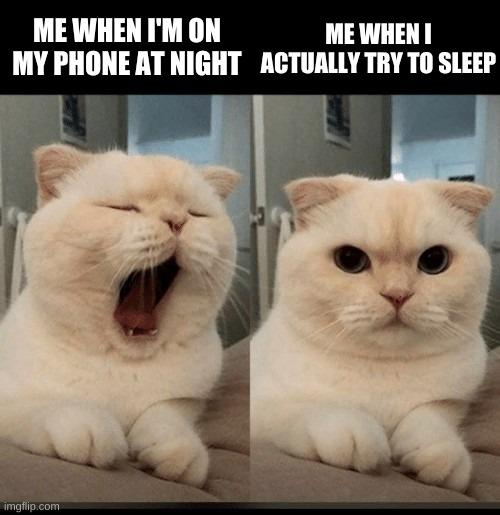 ME WHEN I'M ON
MY PHONE AT NIGHT
ME WHEN I
ACTUALLY TRY TO SLEEP
imgflip.com